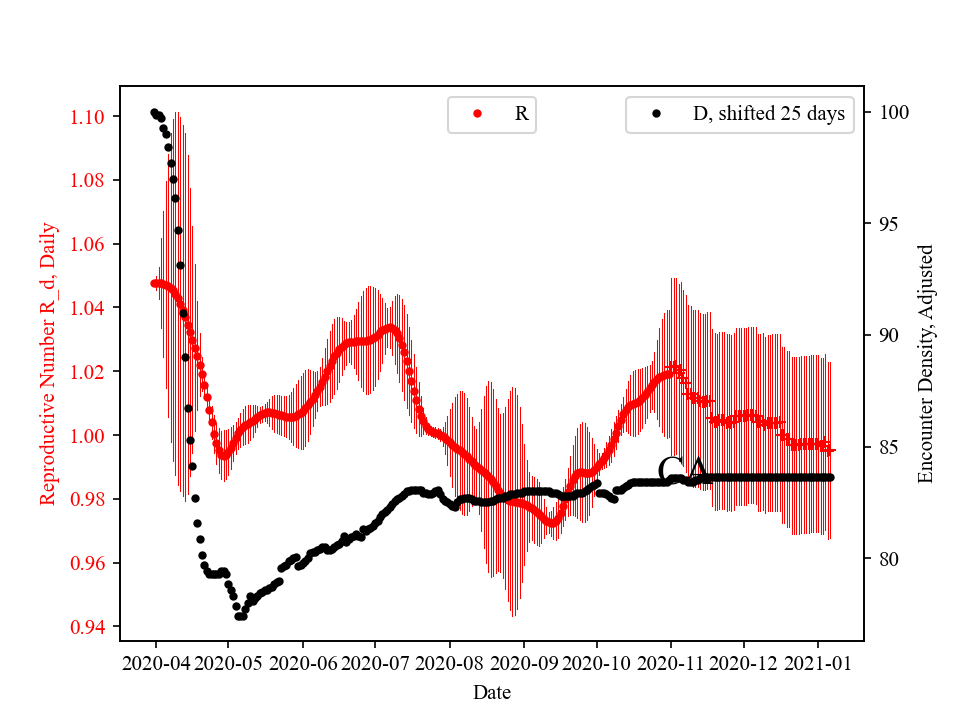 R
D, shifted 25 days
1.10
1.08
1.06
1.04
1.02
1.00
0.98
0.96
0.94
Reproductive Number R_d, Daily
100
95
90
85
80
Encounter Density, Adjusted
CA
2020-04 2020-05 2020-06 2020-07 2020-08 2020-09 2020-10 2020-11 2020-12 2021-01
Date